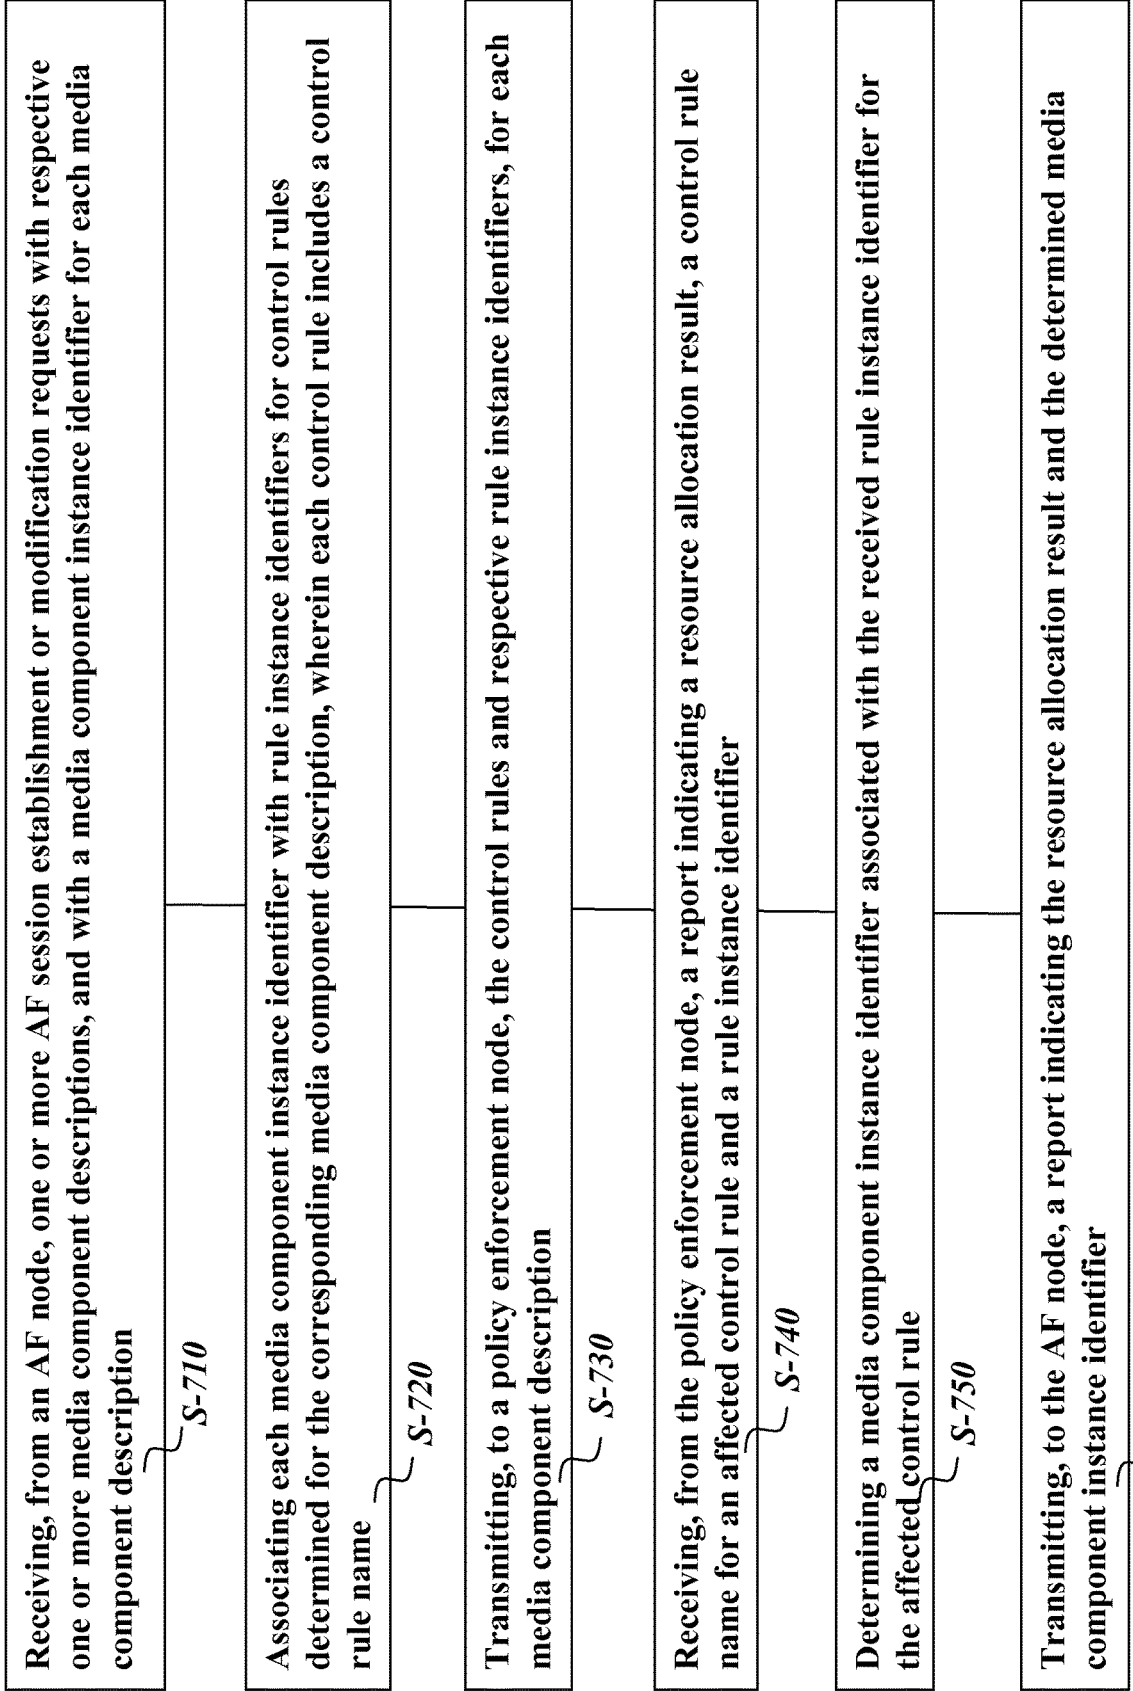 Receiving, from an AF node, one or more AF session establishment or modification requests with respective
one or more media component descriptions, and with a media component instance identifier for each media
component description
S-710
Associating each media component instance identifier with rule instance identifiers for control rules
determined for the corresponding media component description, wherein each control rule includes a control
rule name
S-720
Transmitting, to a policy enforcement node, the control rules and respective rule instance identifiers, for each
media component description
S-730
Receiving, from the policy enforcement node, a report indicating a resource allocation result, a control rule
name for an affected control rule and a rule instance identifier
S-740
Determining a media component instance identifier associated with the received rule instance identifier for
the affected control rule
S-750
Transmitting, to the AF node, a report indicating the resource allocation result and the determined media
component instance identifier